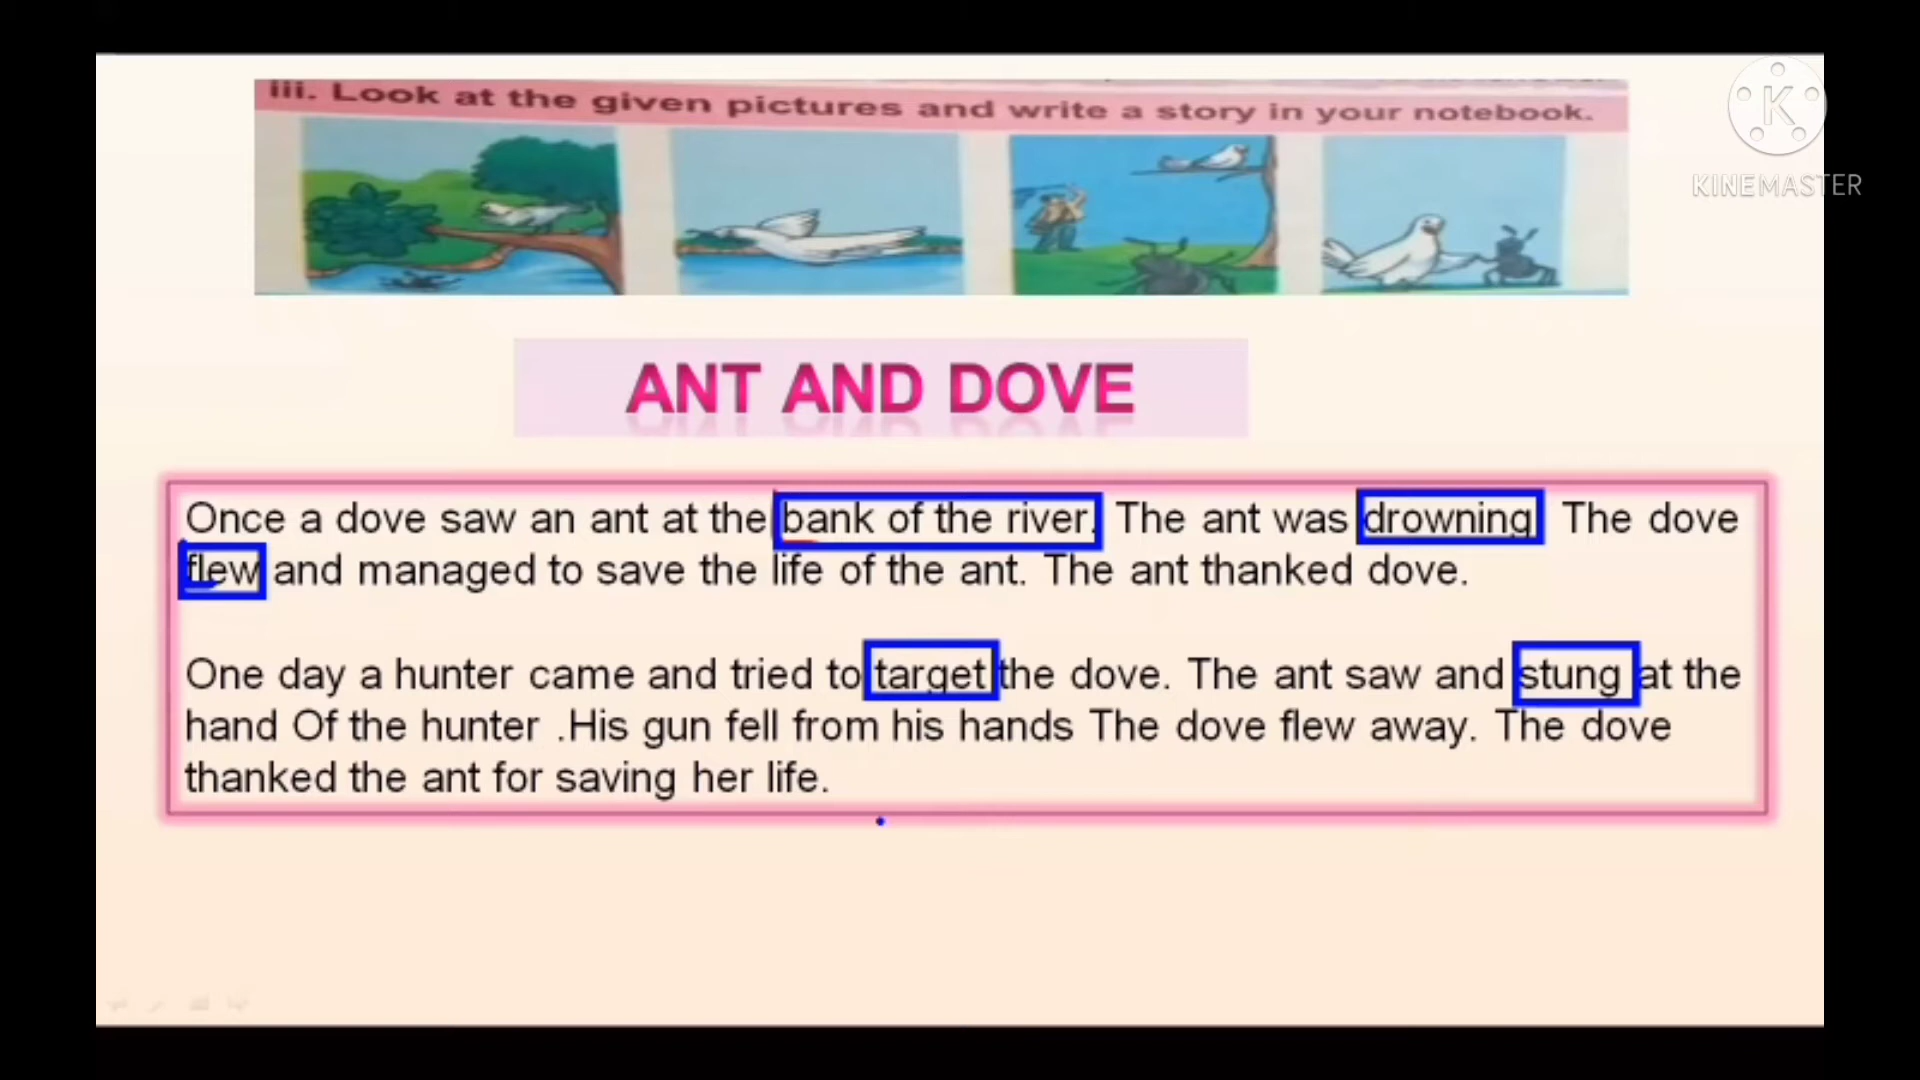 iii. Look at the given pictures and write a story in your notebook.
K
KINEMASTER
ANT AND DOVE
Once a dove saw an ant at the bank of the river. The ant was drowning. The dove
flew and managed to save the life of the ant. The ant thanked dove.
One day a hunter came and tried to target the dove. The ant saw and stung at the
hand Of the hunter .His gun fell from his hands The dove flew away. The dove
thanked the ant for saving her life.